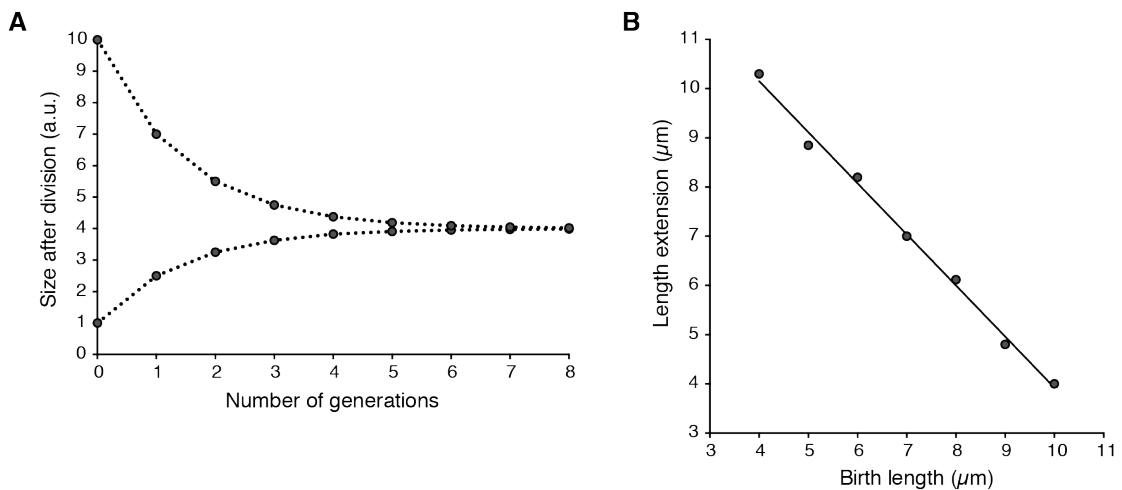 A
10
9
8
7
6
5
4
3
2
1
0
0 1 2 3 4 5 6 7 8
Size after division (a.u.)
Number of generations
B
11
10
9
8
7
6
5
4
3
3 4 5 6 7 8 9 10 11
Length extension (µm)
Birth length (µm)